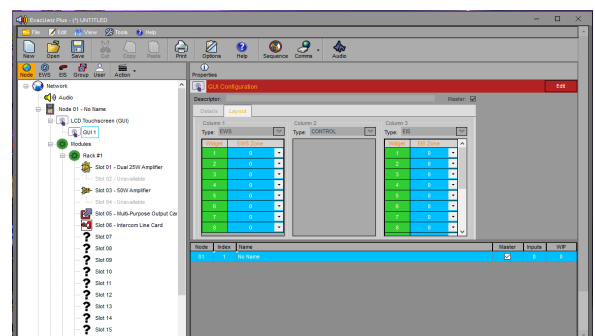 EvacUwiz Plus - (*) UNTITLED
File Edit View Tools Help
New Open Save Cut Copy Paste Print Options Help Sequence Comms Audio
Node EWS EIS Group User Action
Properties
Network
Audio
Node 01 - No Name
LCD Touchscreen (GUI)
GUI 1
Modules
Rack #1
Slot 01 - Dual 25W Amplifier
Slot 02 - Unavailable
Slot 03 - 50W Amplifier
Slot 04 - Unavailable
Slot 05 - Multi-Purpose Output Car
Slot 06 - Intercom Line Card
Slot 07
Slot 08
Slot 09
Slot 10
Slot 11
Slot 12
Slot 13
Slot 14
Slot 15
GUI Configuration Edit
Descriptor: Master:
Details Layout
Column 1 Column 2 Column 3
Type: EWS Type: CONTROL Type: EIS
Widget EWS Zone Widget EIS Zone
1 0 1 0
2 0 2 0
3 0 3 0
4 0 4 0
5 0 5 0
6 0 6 0
7 0 7 0
8 0 8 0
Node Index Name Master Inputs WIP
01 1 No Name 0 0